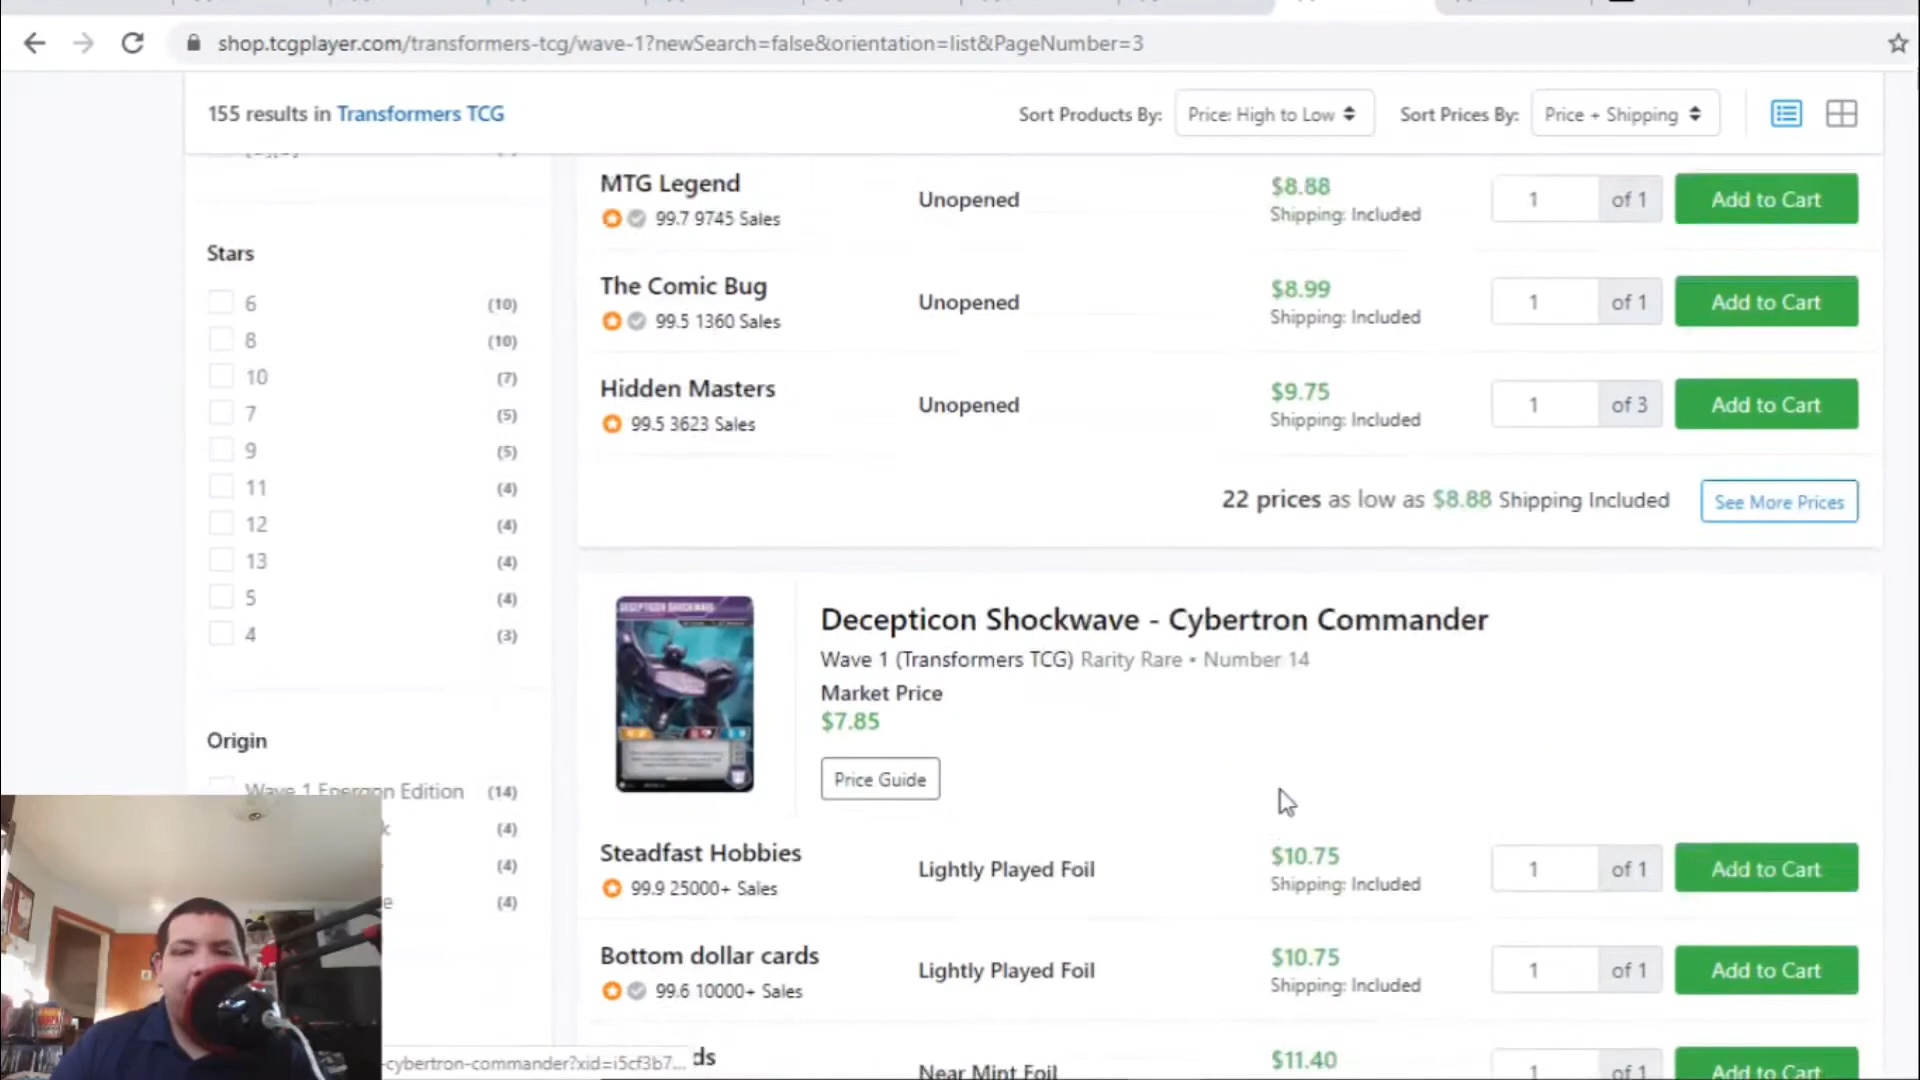 shop.tcgplayer.com/transformers-tcg/wave-1?newSearch=false&orientation=list&PageNumber=3
155 results in Transformers TCG
Sort Products By: Price: High to Low Sort Prices By: Price + Shipping
MTG Legend
99.7 9745 Sales
Unopened
$8.88
Shipping: Included
1 of 1
Add to Cart
The Comic Bug
99.5 1360 Sales
Unopened
$8.99
Shipping: Included
1 of 1
Add to Cart
Hidden Masters
99.5 3623 Sales
Unopened
$9.75
Shipping: Included
1 of 3
Add to Cart
22 prices as low as $8.88 Shipping Included
See More Prices
Stars
6 (10)
8 (10)
10 (7)
7 (5)
9 (5)
11 (4)
12 (4)
13 (4)
5 (4)
4 (3)
Origin
Wave 1 Energon Edition (14)
k (4)
(4)
e (4)
DECEPTICON SHOCKWAVE
Decepticon Shockwave - Cybertron Commander
Wave 1 (Transformers TCG) Rarity Rare • Number 14
Market Price
$7.85
Price Guide
Steadfast Hobbies
99.9 25000+ Sales
Lightly Played Foil
$10.75
Shipping: Included
1 of 1
Add to Cart
Bottom dollar cards
99.6 10000+ Sales
Lightly Played Foil
$10.75
Shipping: Included
1 of 1
Add to Cart
ds
Near Mint Foil
$11.40
1 of 1
Add to Cart
-cybertron-commander?xid=i5cf3b7...